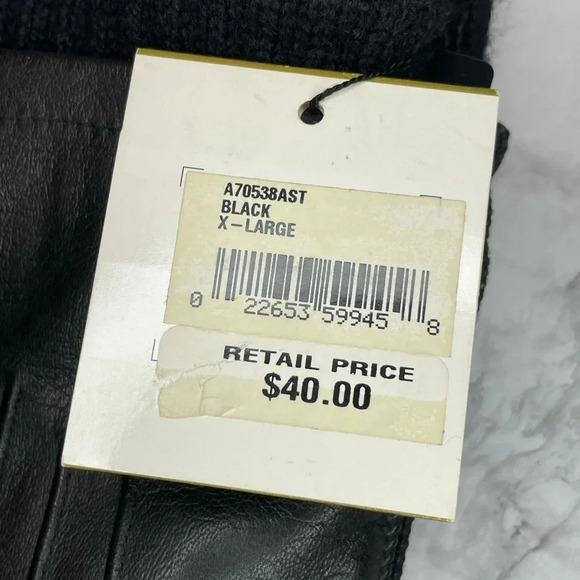 A70538AST
BLACK
X-LARGE
0 22653 59945 8
RETAIL PRICE
$40.00